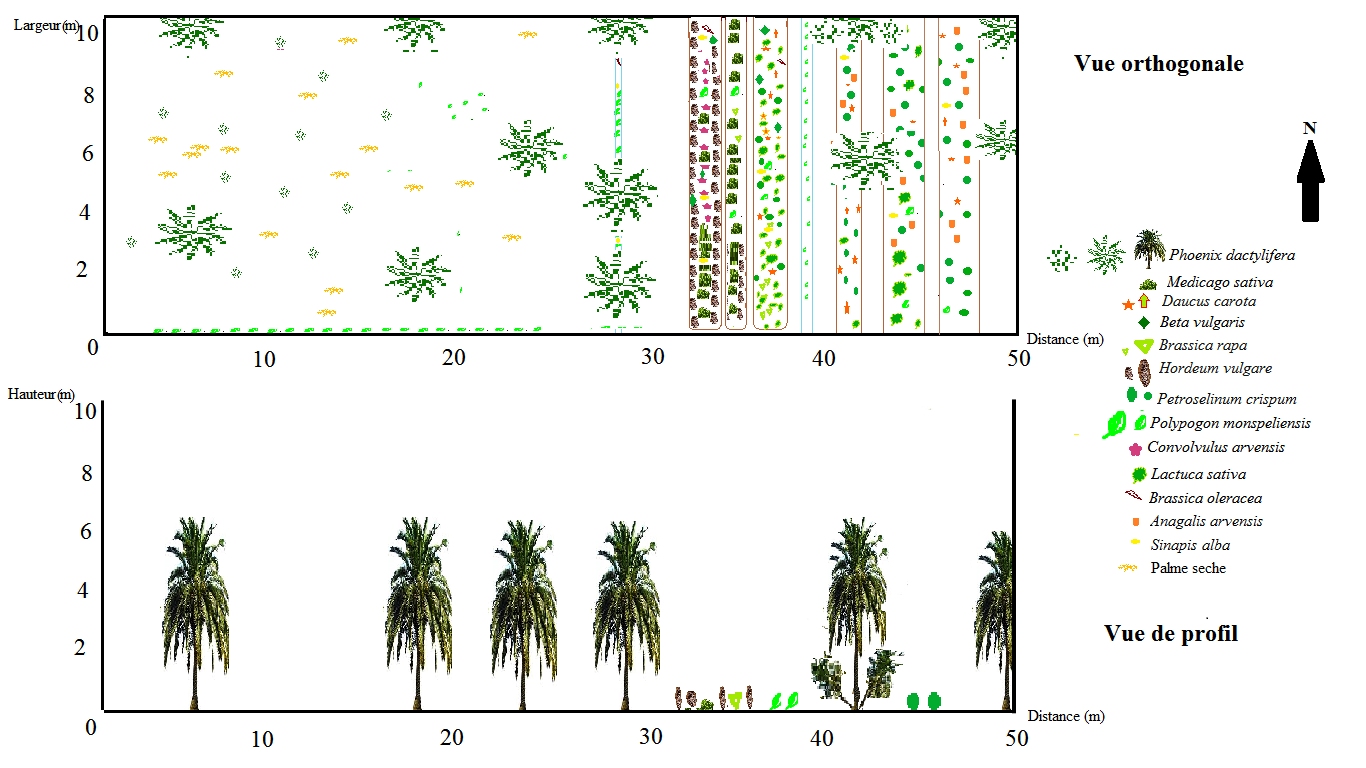 Largeur(m)
10
8
6
4
2
0
10
20
30
40
50
Distance (m)
Vue orthogonale
N
Phoenix dactylifera
Medicago sativa
Daucus carota
Beta vulgaris
Brassica rapa
Hordeum vulgare
Petroselinum crispum
Polypogon monspeliensis
Convolvulus arvensis
Lactuca sativa
Brassica oleracea
Anagalis arvensis
Sinapis alba
Palme seche
Hauteur(m)
10
8
6
4
2
0
10
20
30
40
50
Distance (m)
Vue de profil